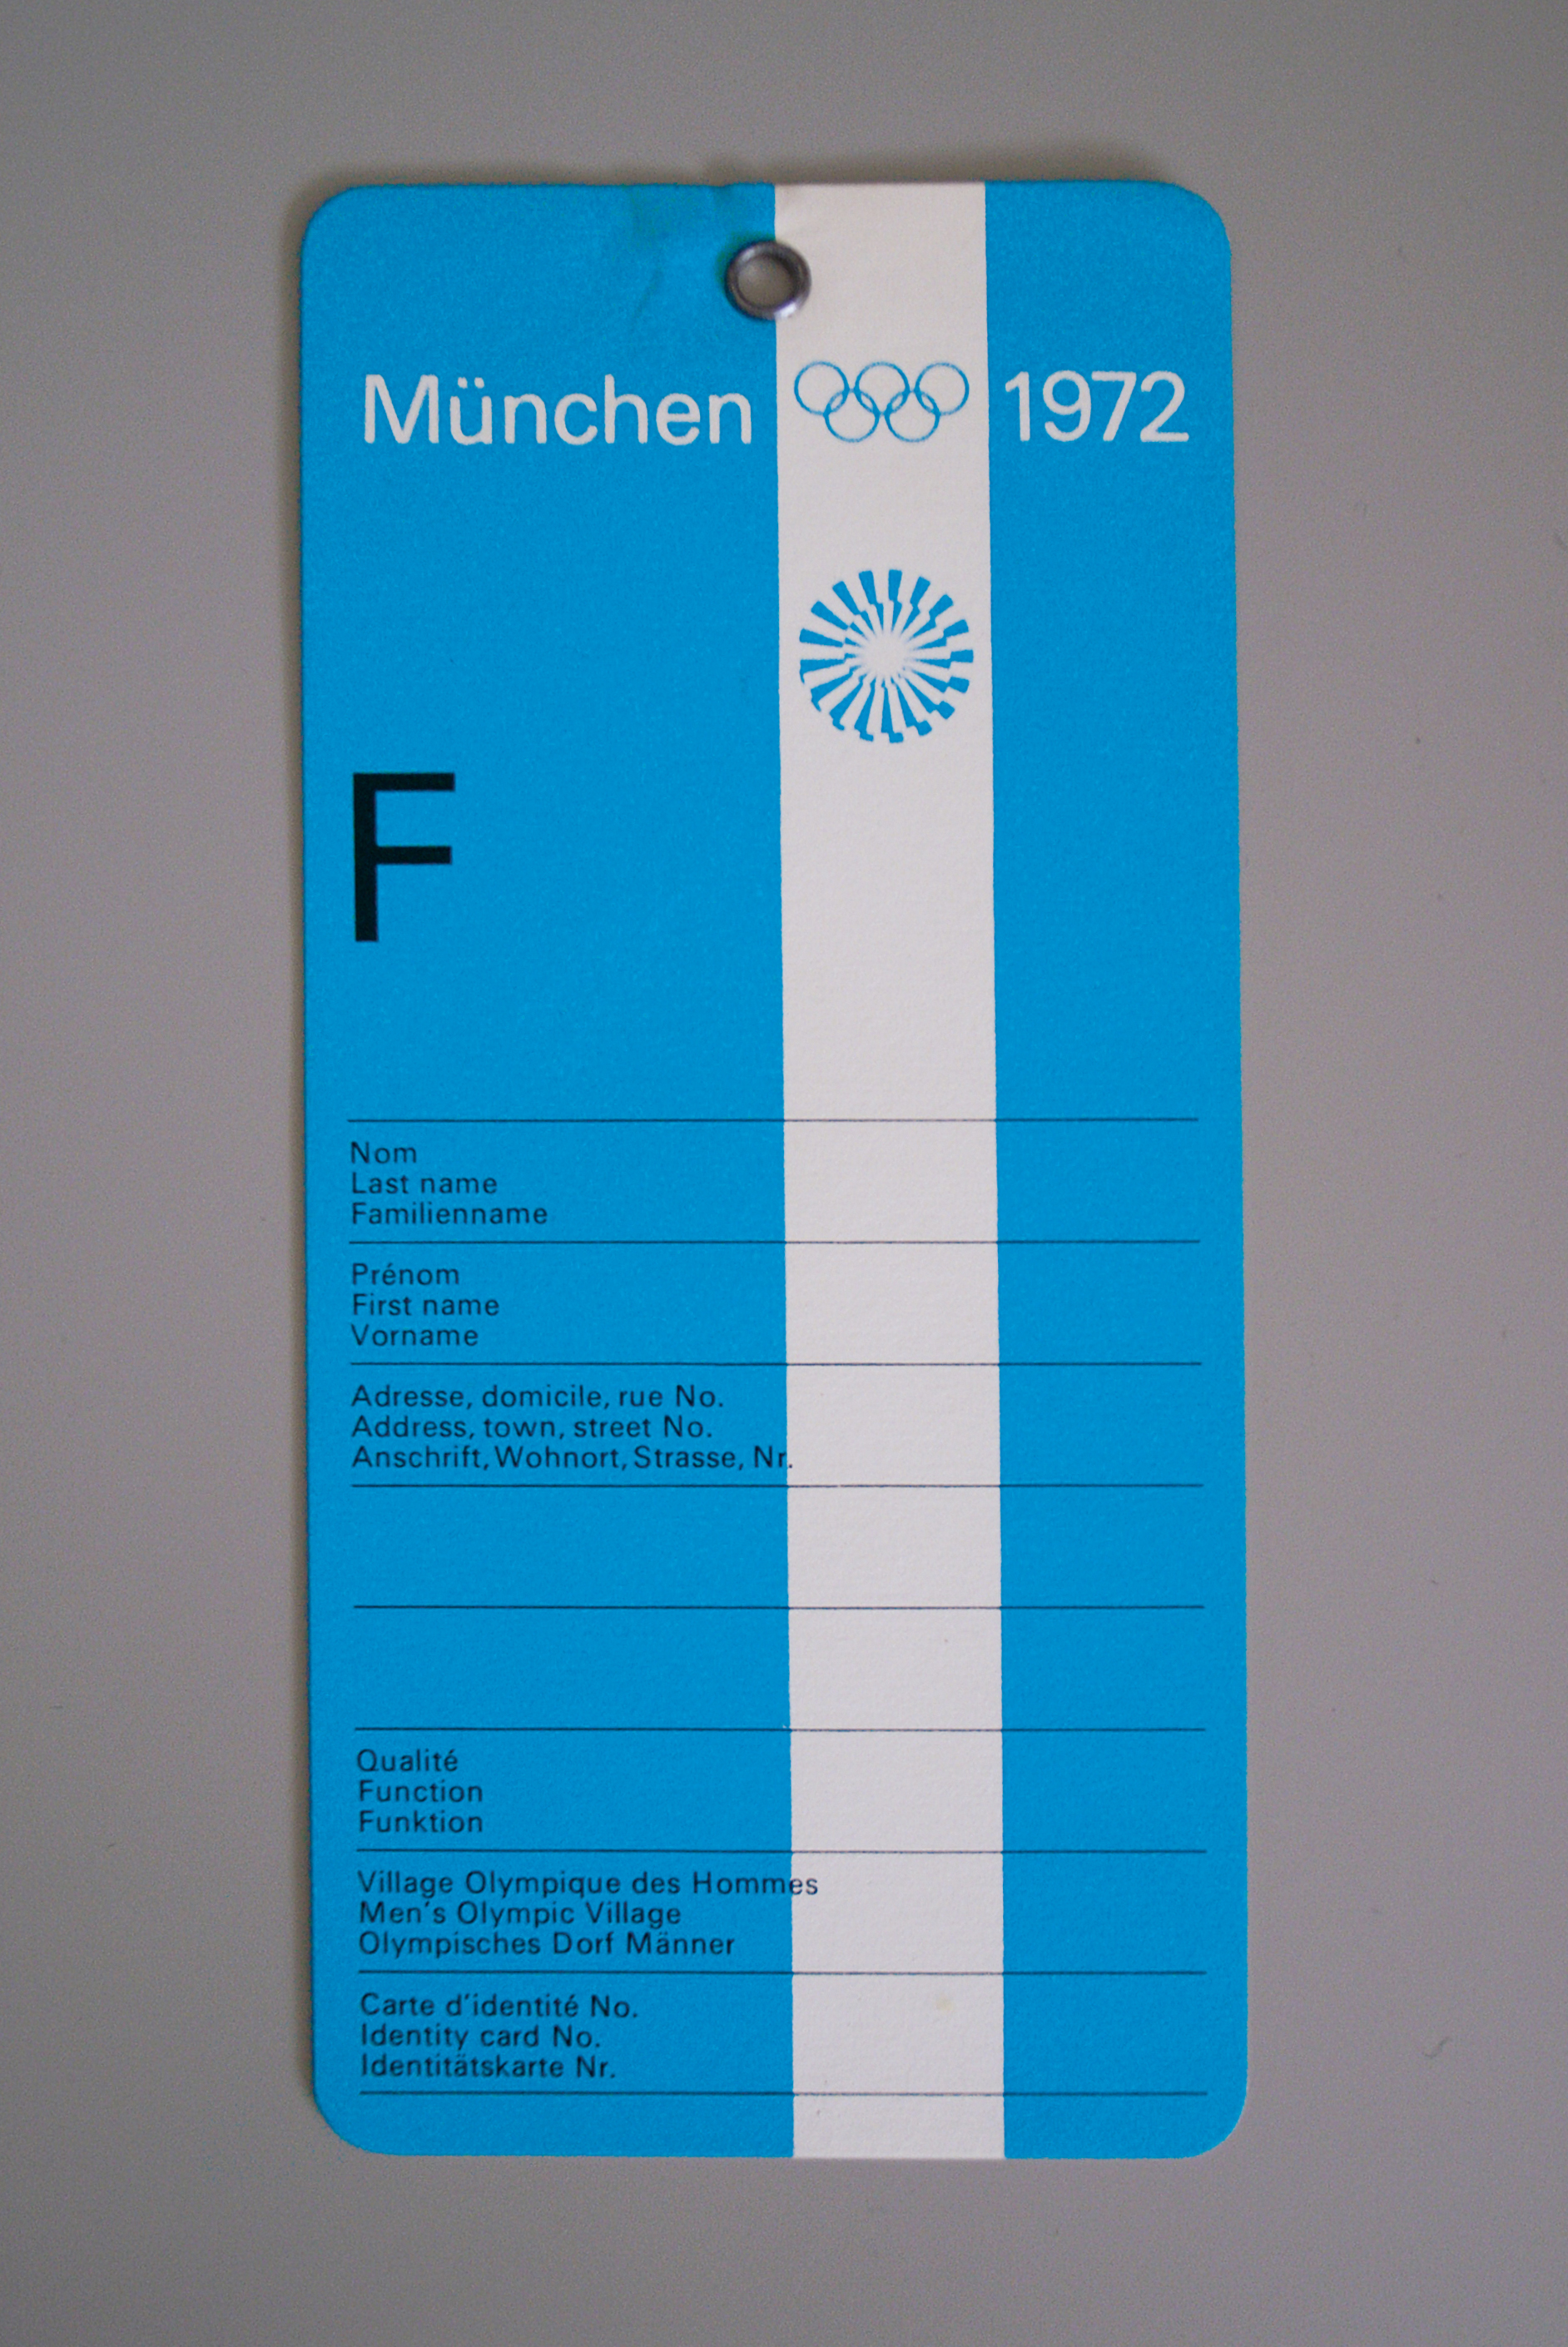 München 1972
F
Nom
Last name
Familienname
Prénom
First name
Vorname
Adresse, domicile, rue No.
Address, town, street No.
Anschrift, Wohnort, Strasse, Nr.
Qualité
Function
Funktion
Village Olympique des Hommes
Men's Olympic Village
Olympisches Dorf Männer
Carte d'identité No.
Identity card No.
Identitätskarte Nr.